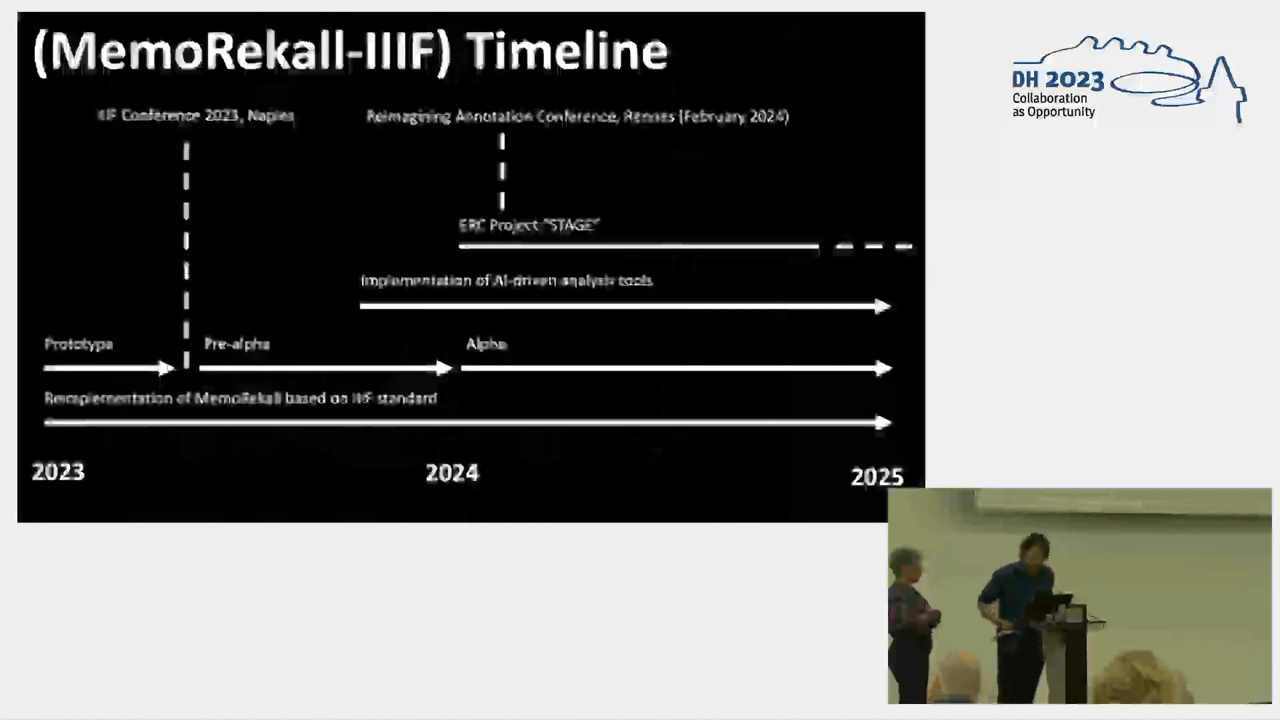 (MemoRekall-IIIF) Timeline
IIIF Conference 2023, Naples
Reimagining Annotation Conference, Rennes (February 2024)
ERC Project "STAGE"
Implementation of AI-driven analysis tools
Prototype
Pre-alpha
Alpha
Reimplementation of MemoRekall based on IIIF standard
2023
2024
2025
DH 2023
Collaboration
as Opportunity